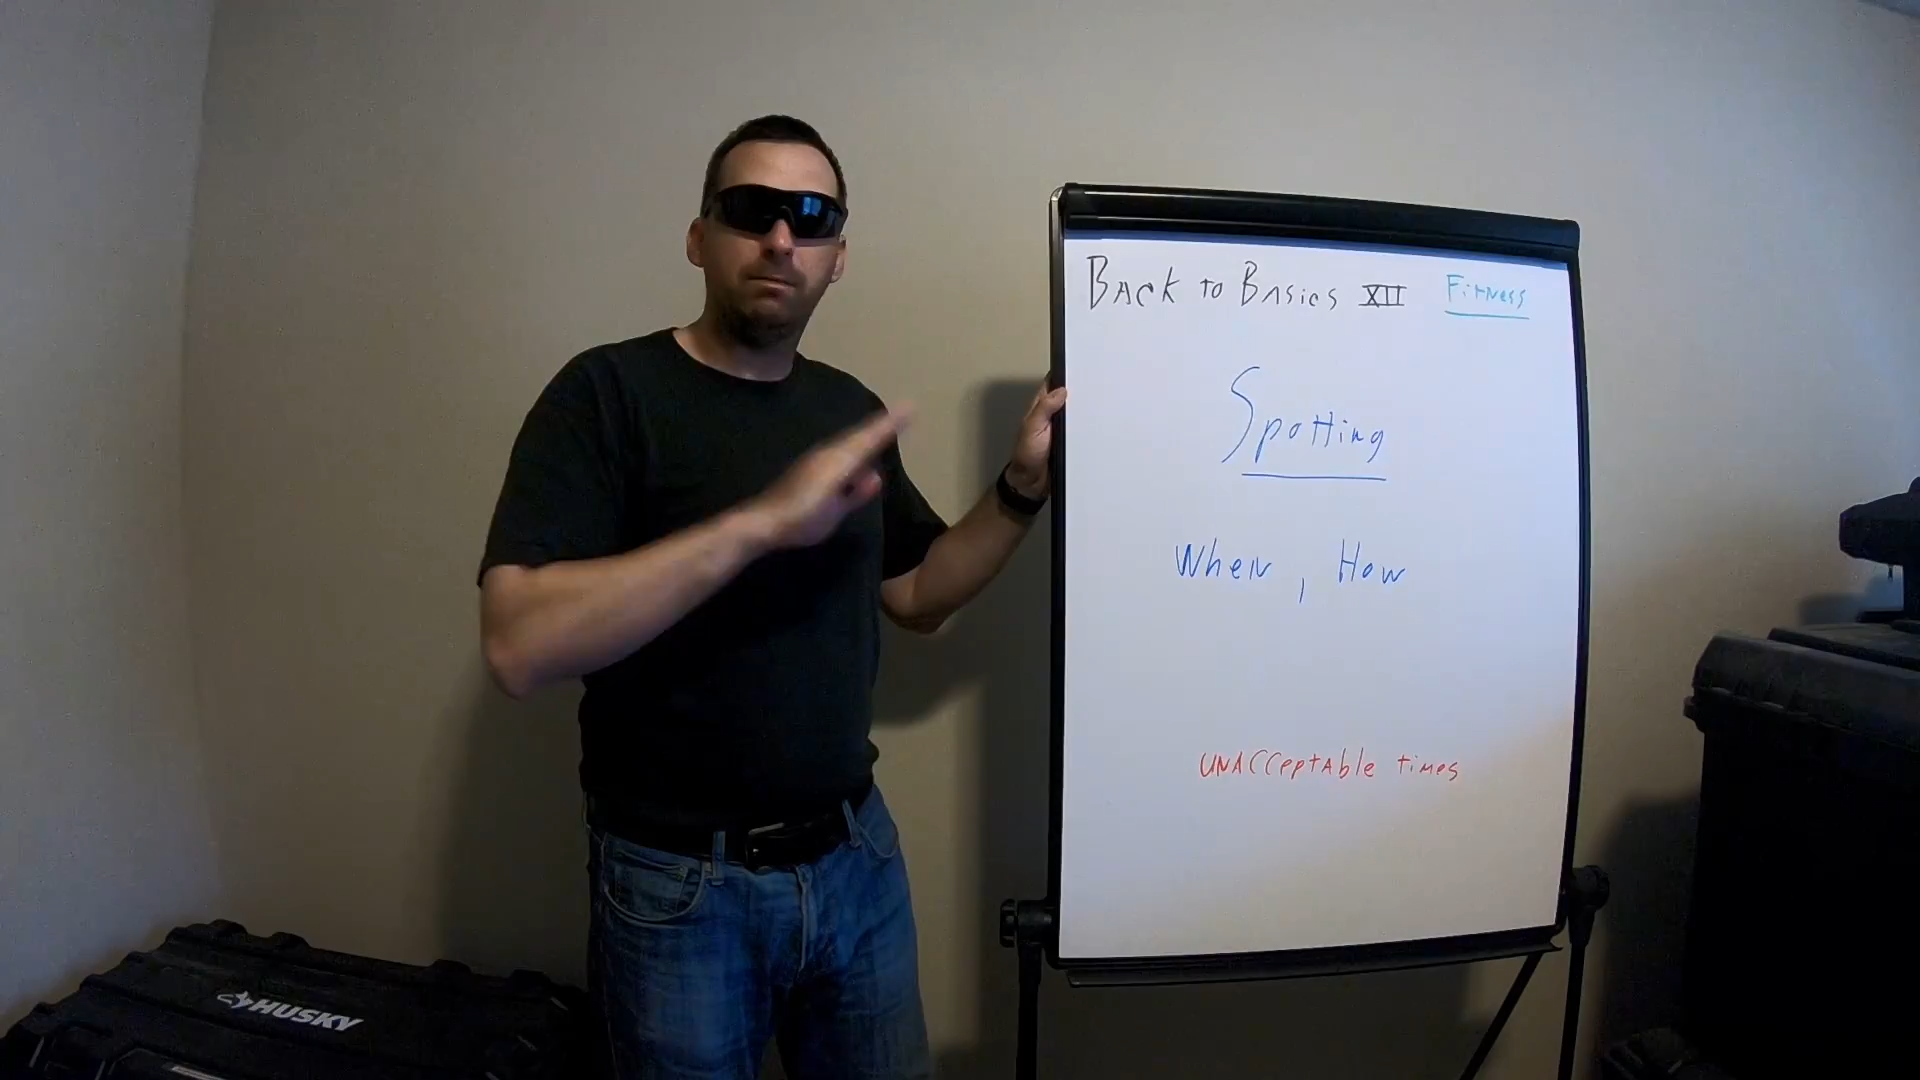 Back to Basics XII Fitness
Spotting
When, How
Unacceptable times
HUSKY